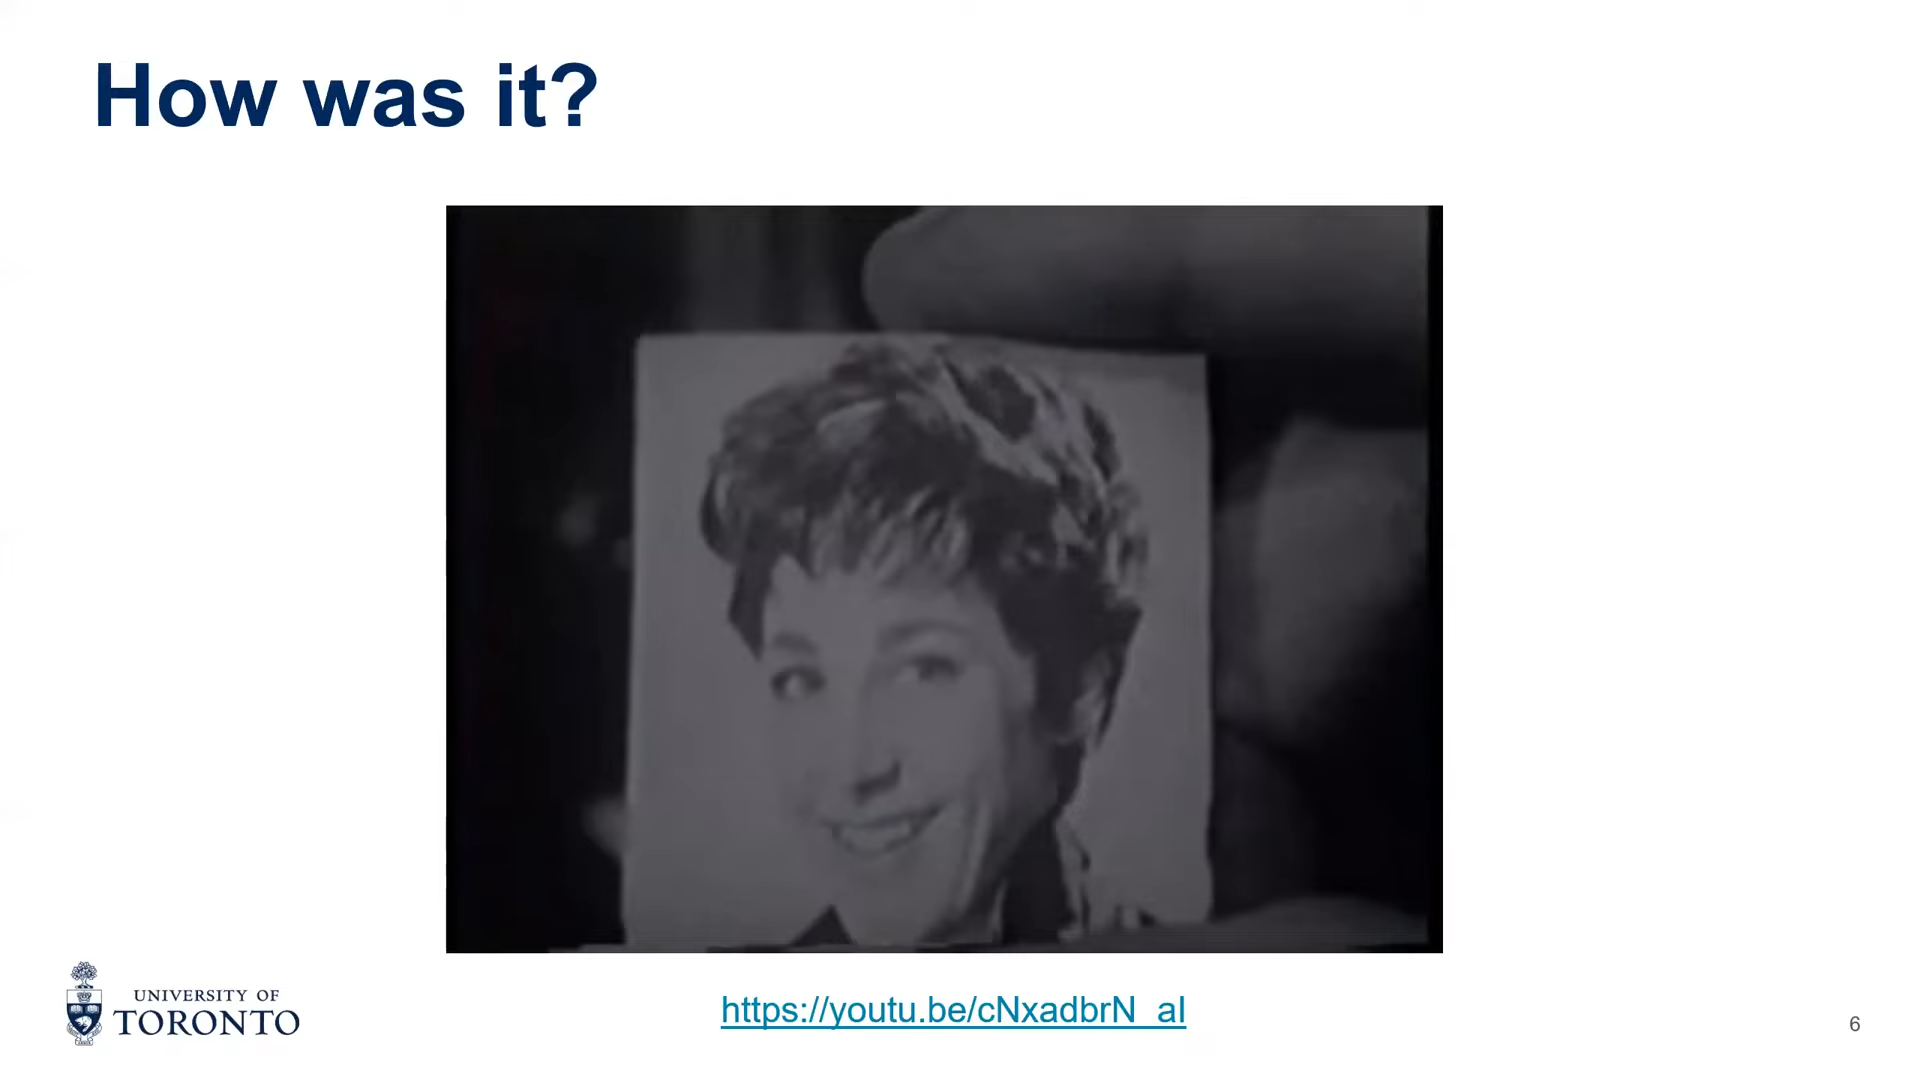 How was it?
UNIVERSITY OF
TORONTO
https://youtu.be/cNxadbrN_aI
6